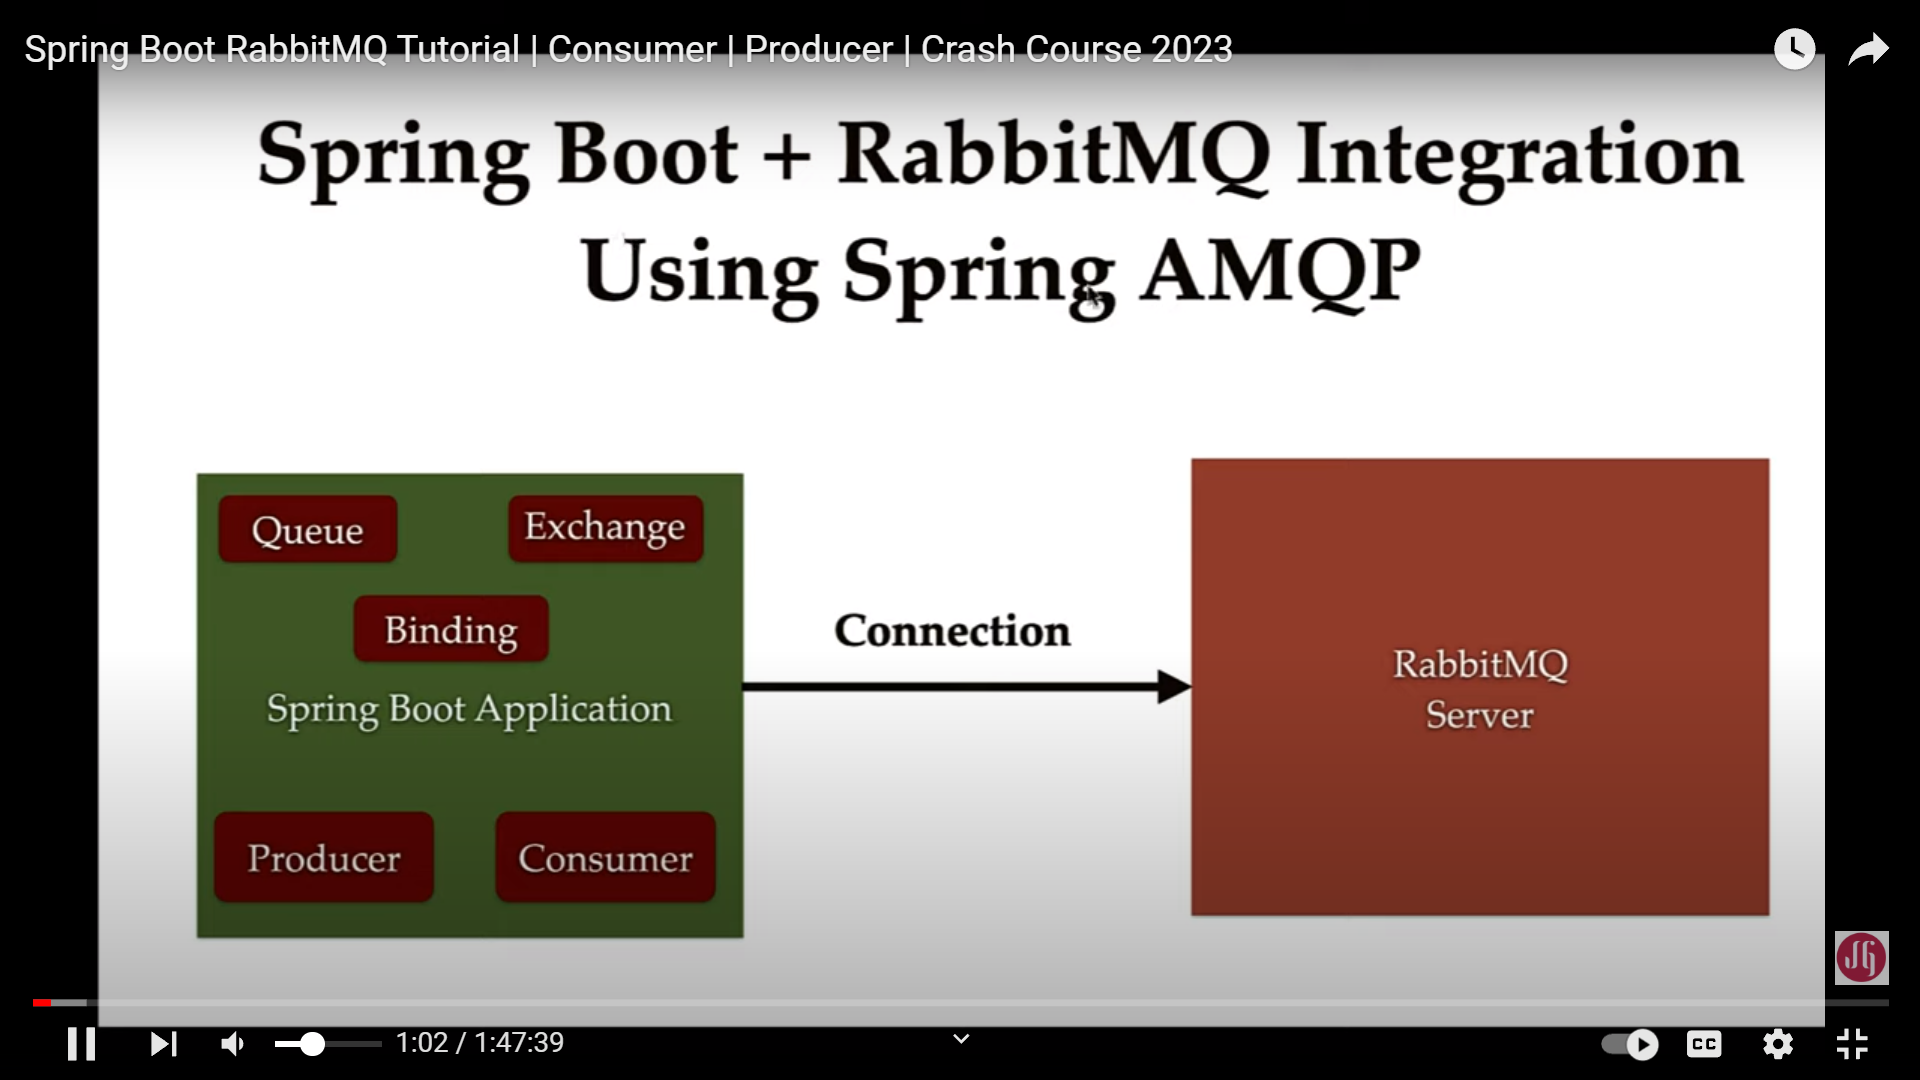 Spring Boot RabbitMQ Tutorial | Consumer | Producer | Crash Course 2023
Spring Boot + RabbitMQ Integration
Using Spring AMQP
Queue
Exchange
Binding
Spring Boot Application
Producer
Consumer
Connection
RabbitMQ
Server
1:02 / 1:47:39
CC